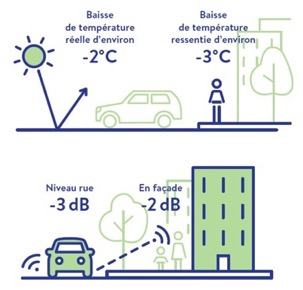 Baisse
de température
réelle d'environ
-2°C
Baisse
de température
ressentie d'environ
-3°C
Niveau rue
-3 dB
En façade
-2 dB